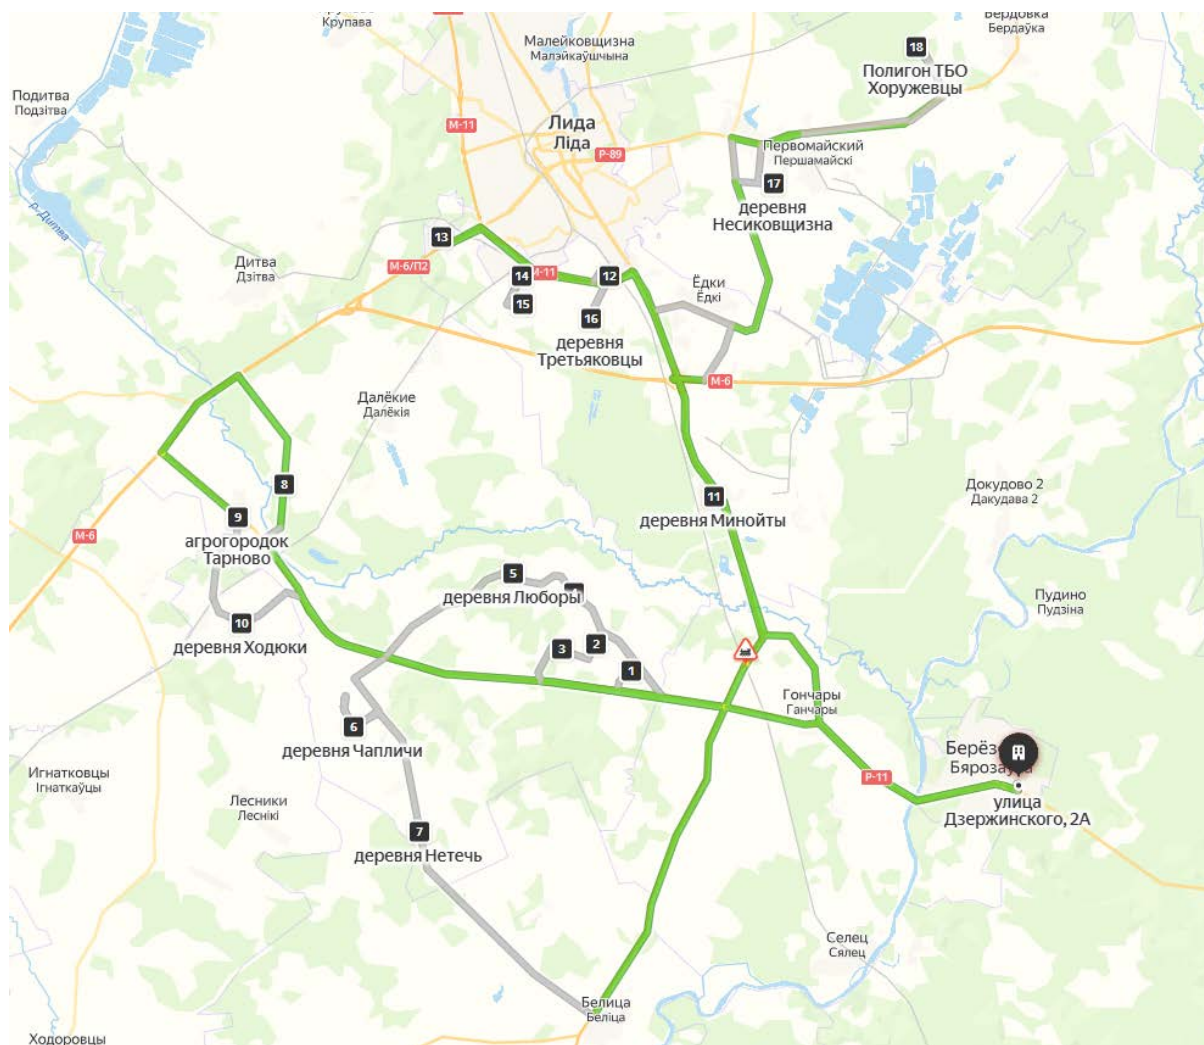 Крупава
Бердаўка
Малейковщизна
Малэйкаўшчына
18
Полигон ТБО
Хоружевцы
Подитва
Подзітва
М-11
Лида
Ліда
Р-89
Первомайский
Першамайскі
17
деревня
Несиковщизна
р. Дитва
13
Дитва
Дзітва
М-6/П2
14
М-11
12
15
16
Ёдки
Ёдкі
деревня
Третьяковцы
М-6
Далёкие
Далёкія
8
9
11
Докудово 2
Дакудава 2
деревня Минойты
М-6
агрогородок
Тарново
5
деревня Люборы
Пудино
Пудзіна
10
деревня Ходюки
3
2
1
Гончары
Ганчары
6
деревня Чапличи
Бярозаўка
Р-11
улица
Дзержинского, 2А
Игнатковцы
Ігнаткаўцы
Лесники
Леснікі
7
деревня Нетечь
Селец
Сялец
Белица
Беліца
Ходоровцы